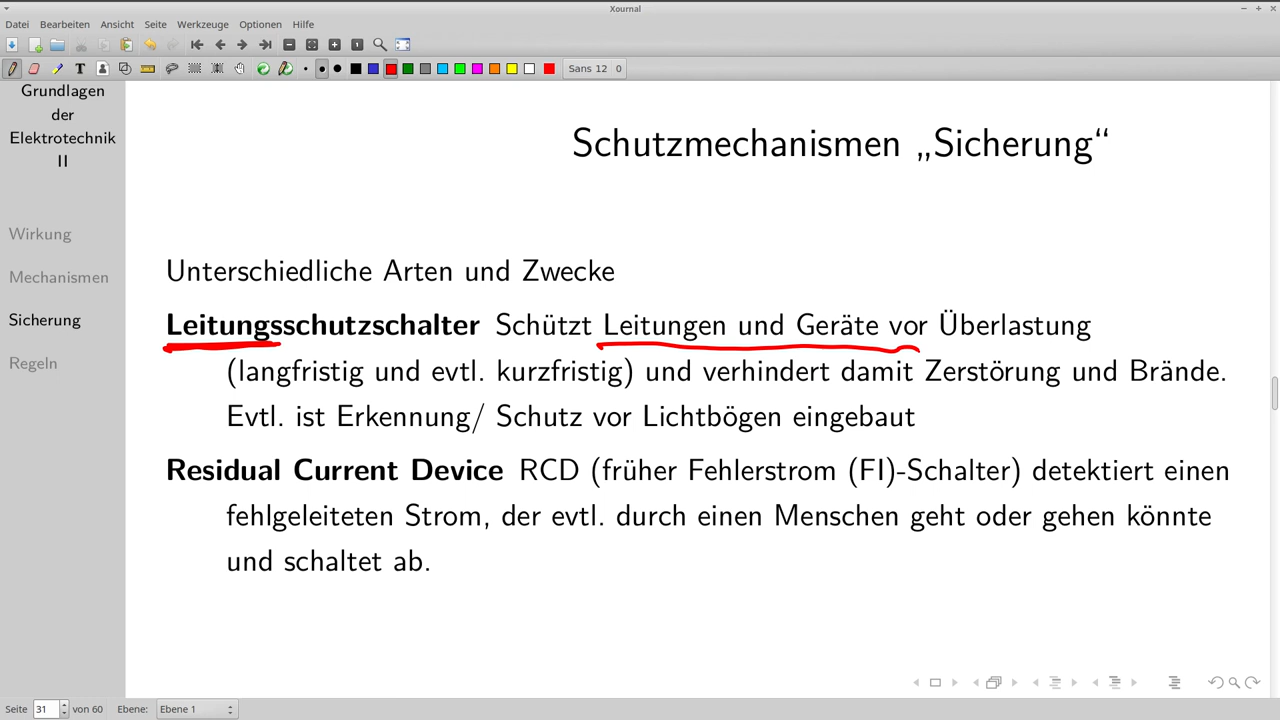 Xournal
Datei Bearbeiten Ansicht Seite Werkzeuge Optionen Hilfe
Sans 12 0
Grundlagen
der
Elektrotechnik
II
Wirkung
Mechanismen
Sicherung
Regeln
Schutzmechanismen „Sicherung“
Unterschiedliche Arten und Zwecke
Leitungsschutzschalter Schützt Leitungen und Geräte vor Überlastung
(langfristig und evtl. kurzfristig) und verhindert damit Zerstörung und Brände.
Evtl. ist Erkennung/ Schutz vor Lichtbögen eingebaut
Residual Current Device RCD (früher Fehlerstrom (FI)-Schalter) detektiert einen
fehlgeleiteten Strom, der evtl. durch einen Menschen geht oder gehen könnte
und schaltet ab.
Seite 31 von 60 Ebene: Ebene 1